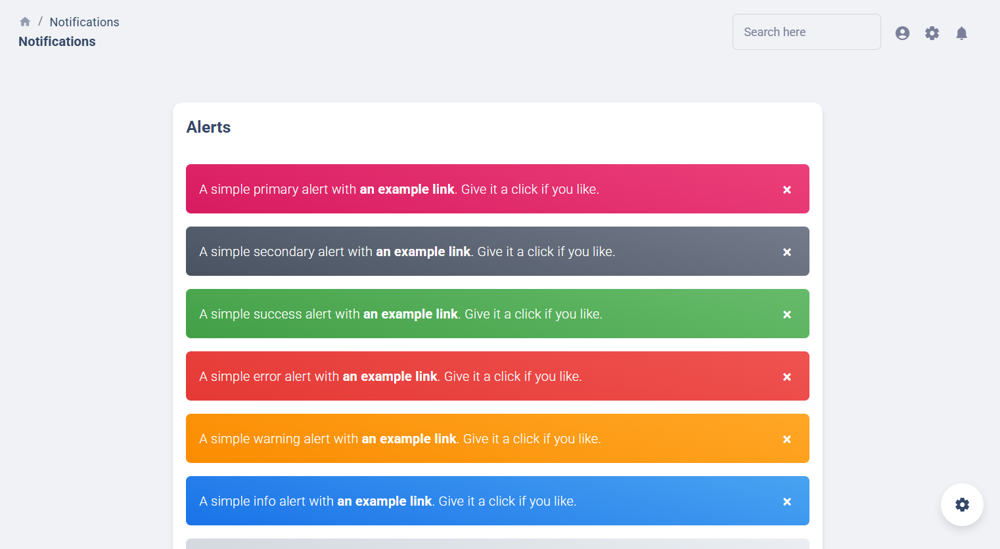 / Notifications
Notifications
Search here
Alerts
A simple primary alert with an example link. Give it a click if you like.
A simple secondary alert with an example link. Give it a click if you like.
A simple success alert with an example link. Give it a click if you like.
A simple error alert with an example link. Give it a click if you like.
A simple warning alert with an example link. Give it a click if you like.
A simple info alert with an example link. Give it a click if you like.